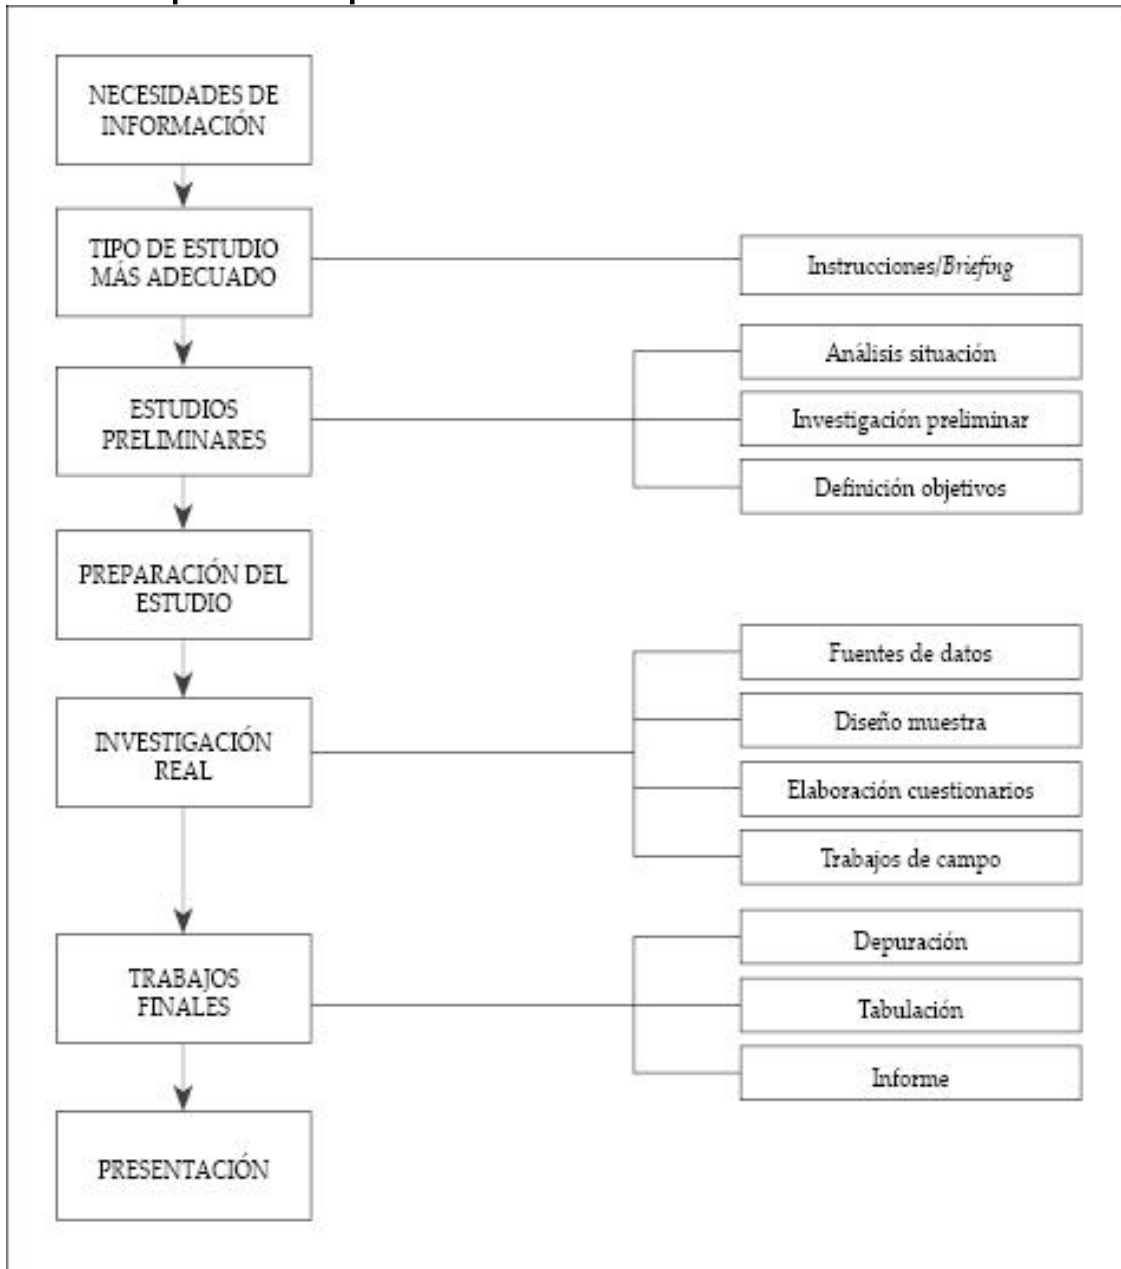 NECESIDADES DE
INFORMACIÓN
TIPO DE ESTUDIO
MÁS ADECUADO
Instrucciones/Briefing
Análisis situación
ESTUDIOS
PRELIMINARES
Investigación preliminar
Definición objetivos
PREPARACIÓN DEL
ESTUDIO
Fuentes de datos
Diseño muestra
INVESTIGACIÓN
REAL
Elaboración cuestionarios
Trabajos de campo
Depuración
TRABAJOS
FINALES
Tabulación
Informe
PRESENTACIÓN